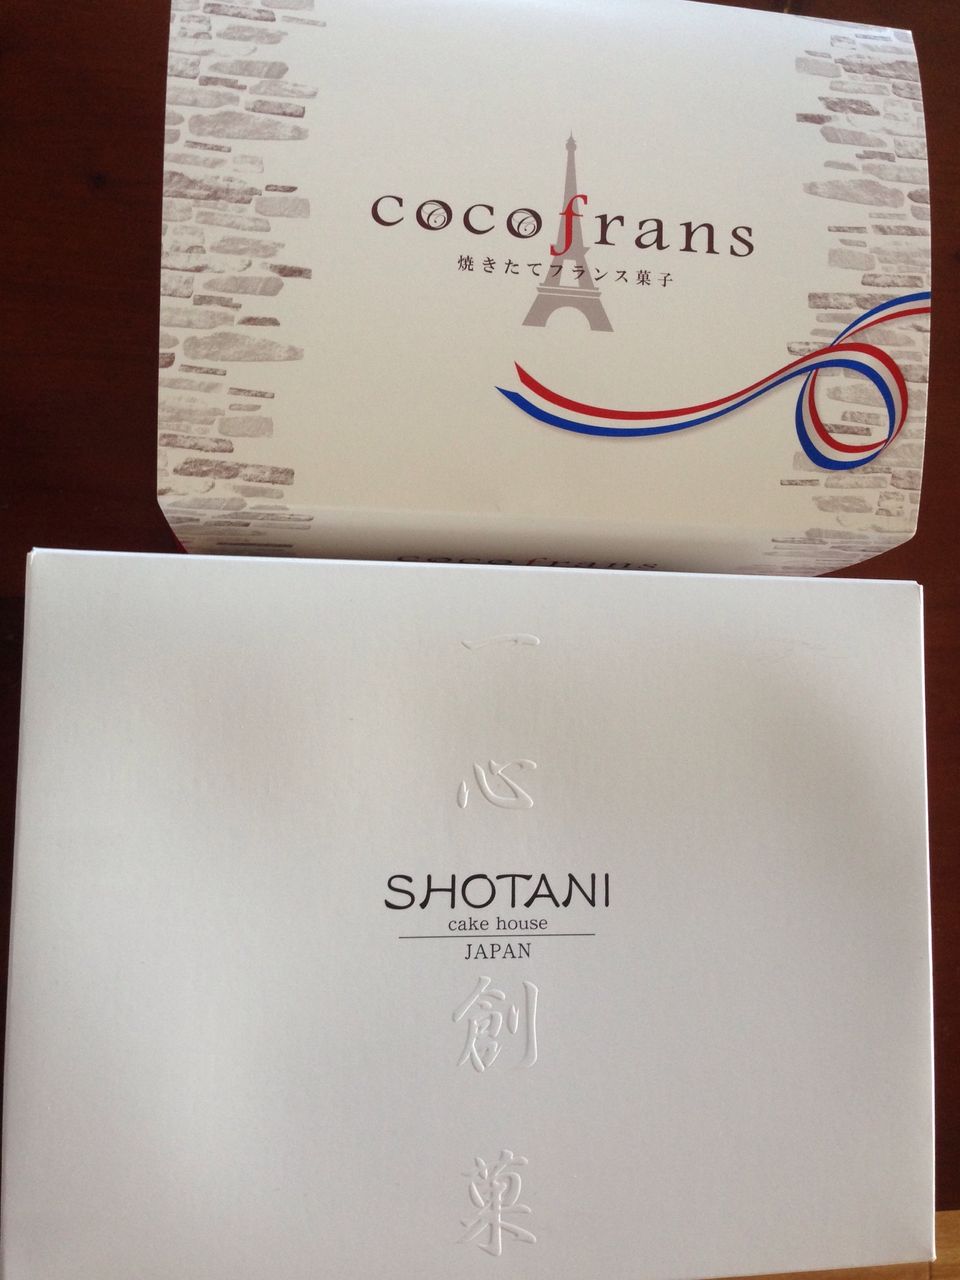 cocofrans
焼きたてフランス菓子
cocofrans
一心創菓
SHOTANI
cake house
JAPAN